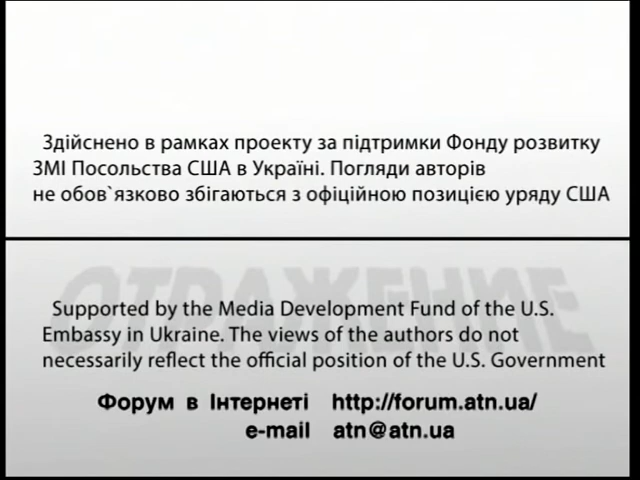 Здійснено в рамках проекту за підтримки Фонду розвитку
ЗМІ Посольства США в Україні. Погляди авторів
не обов`язково збігаються з офіційною позицією уряду США
ОТРАЖЕНИЕ
Supported by the Media Development Fund of the U.S.
Embassy in Ukraine. The views of the authors do not
necessarily reflect the official position of the U.S. Government
Форум в Інтернеті http://forum.atn.ua/
e-mail atn@atn.ua